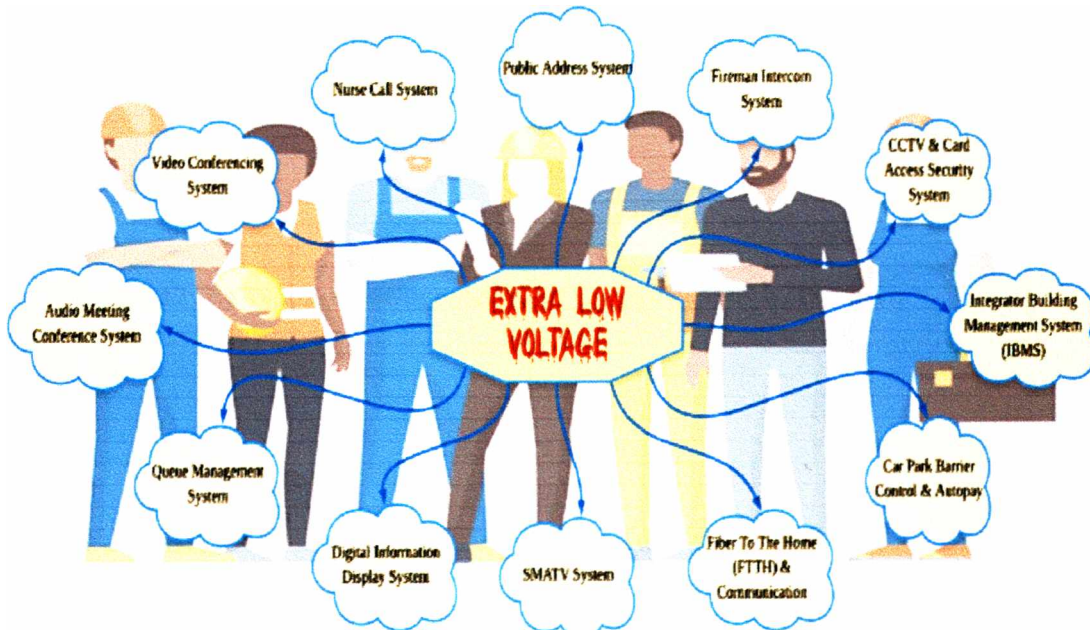 Nurse Call System
Public Address System
Fireman Intercom
System
Video Conferencing
System
CCTV & Card
Access Security
System
EXTRA LOW
VOLTAGE
Audio Meeting
Conference System
Integrator Building
Management System
(IBMS)
Queue Management
System
Car Park Barrier
Control & Autopay
Digital Information
Display System
SMATV System
Fiber To The Home
(FTTH) &
Communication